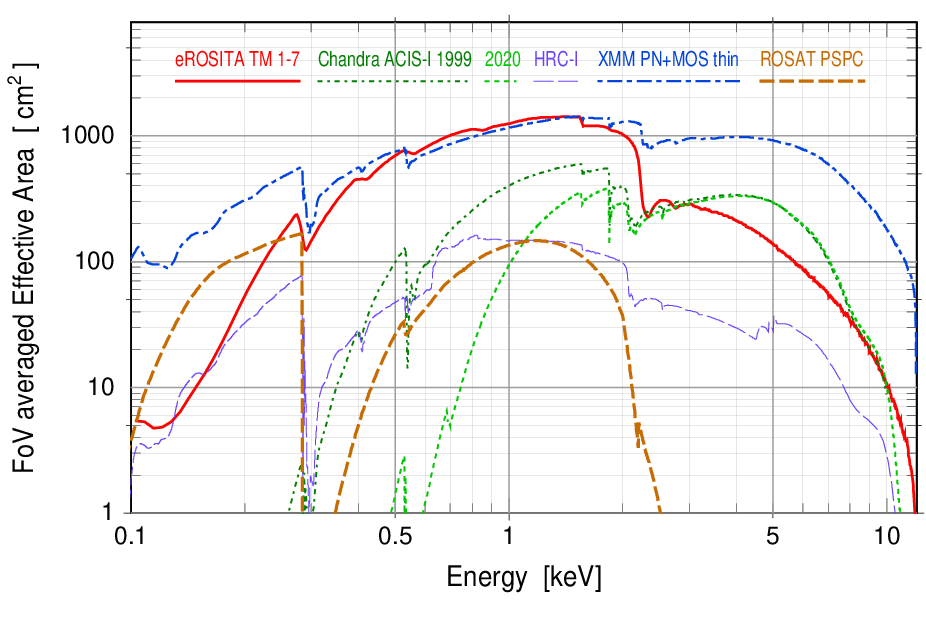 eROSITA TM 1-7 Chandra ACIS-I 1999 2020 HRC-I XMM PN+MOS thin ROSAT PSPC
FoV averaged Effective Area [ cm² ]
1000
100
10
1
0.1 0.5 1 5 10
Energy [keV]